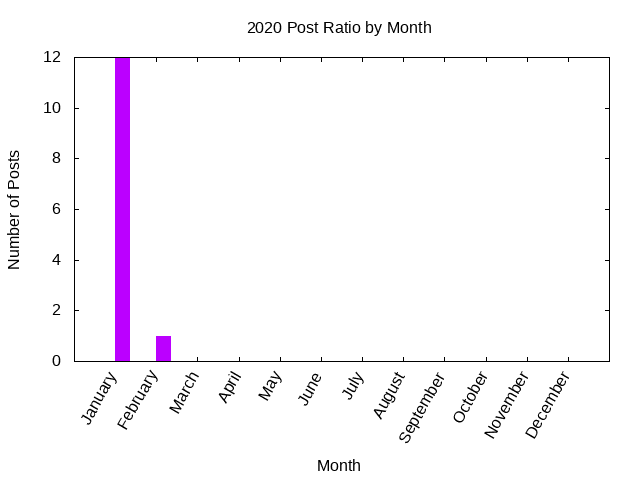 2020 Post Ratio by Month
12
10
8
6
4
2
0
Number of Posts
January
February
March
April
May
June
July
August
September
October
November
December
Month